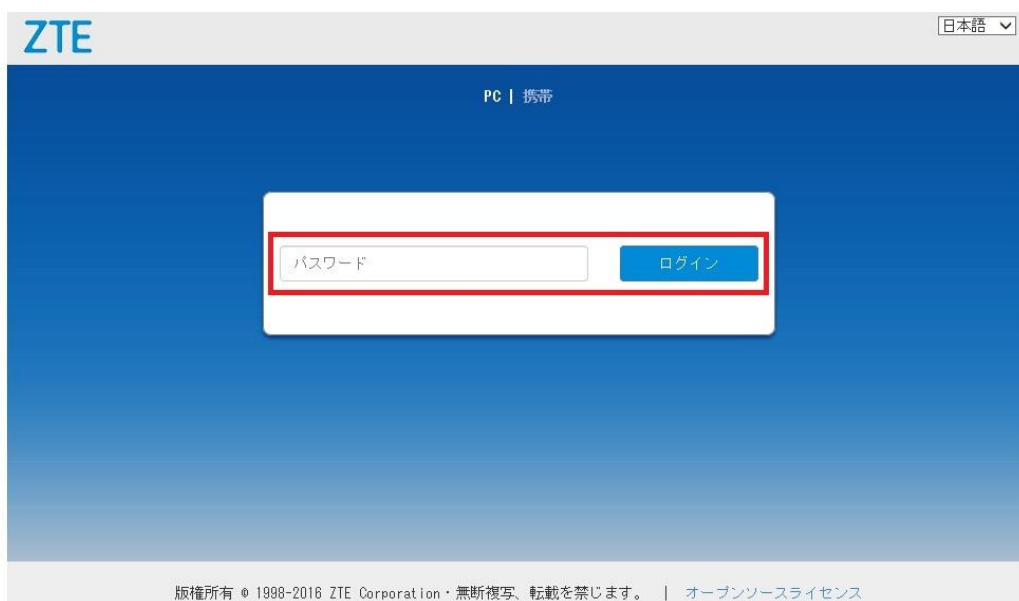 ZTE
日本語
PC | 携帯
パスワード
ログイン
版権所有 © 1998-2016 ZTE Corporation・無断複写、転載を禁じます。 | オープンソースライセンス